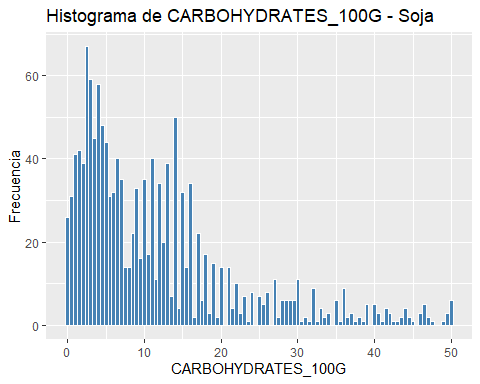 Histograma de CARBOHYDRATES_100G - Soja
Frecuencia
60
40
20
0
0 10 20 30 40 50
CARBOHYDRATES_100G